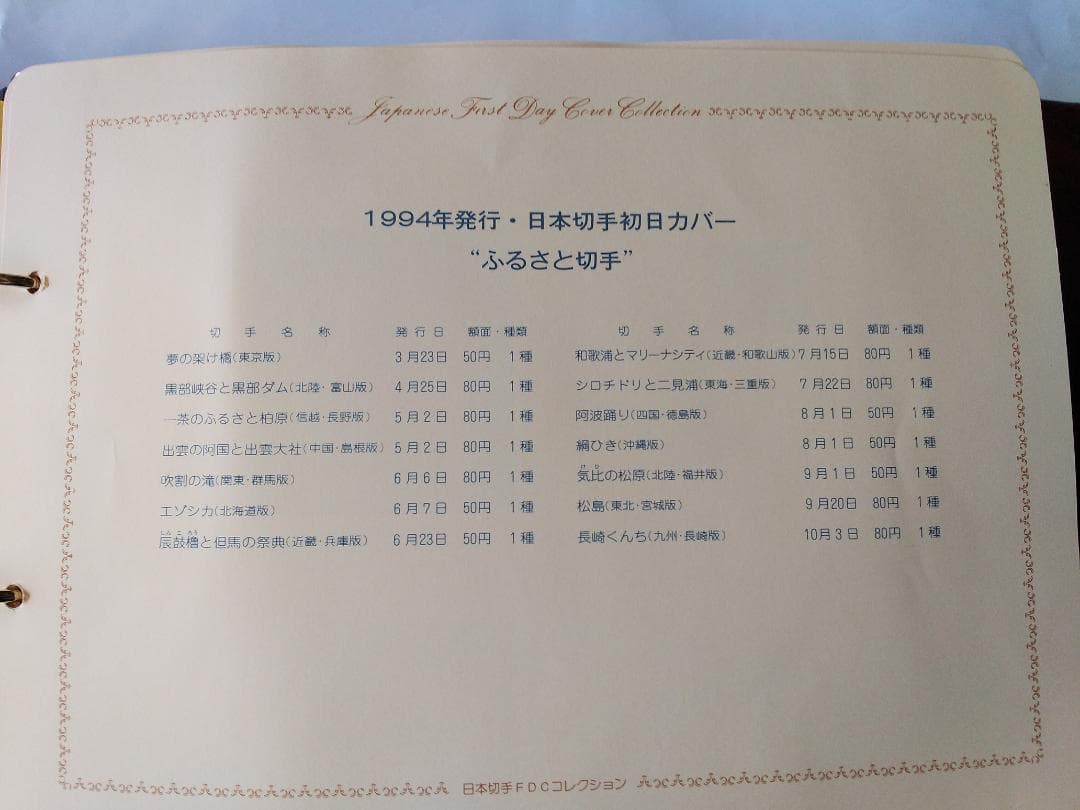 Japanese First Day Cover Collection
1994年発行・日本切手初日カバー
“ふるさと切手”
切手名称 発行日 額面・種類
夢の架け橋(東京版) 3月23日 50円 1種
黒部峡谷と黒部ダム(北陸・富山版) 4月25日 80円 1種
一茶のふるさと柏原(信越・長野版) 5月2日 80円 1種
出雲の阿国と出雲大社(中国・島根版) 5月2日 80円 1種
吹割の滝(関東・群馬版) 6月6日 80円 1種
エゾシカ(北海道版) 6月7日 50円 1種
しんころう
辰鼓櫓と但馬の祭典(近畿・兵庫版) 6月23日 50円 1種
切手名称 発行日 額面・種類
和歌浦とマリーナシティ(近畿・和歌山版) 7月15日 80円 1種
シロチドリと二見浦(東海・三重版) 7月22日 80円 1種
阿波踊り(四国・徳島版) 8月1日 50円 1種
綱ひき(沖縄版) 8月1日 50円 1種
けひ
気比の松原(北陸・福井版) 9月1日 50円 1種
松島(東北・宮城版) 9月20日 80円 1種
長崎くんち(九州・長崎版) 10月3日 80円 1種
日本切手FDCコレクション